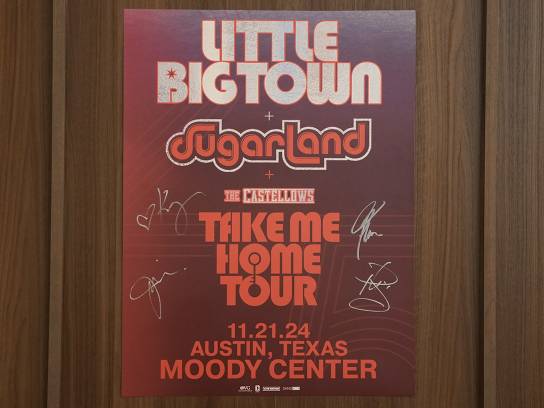 LITTLE
BIG TOWN
+
SugarLand
+
THE CASTELLOWS
TAKE ME
HOME
TOUR
11.21.24
AUSTIN, TEXAS
MOODY CENTER